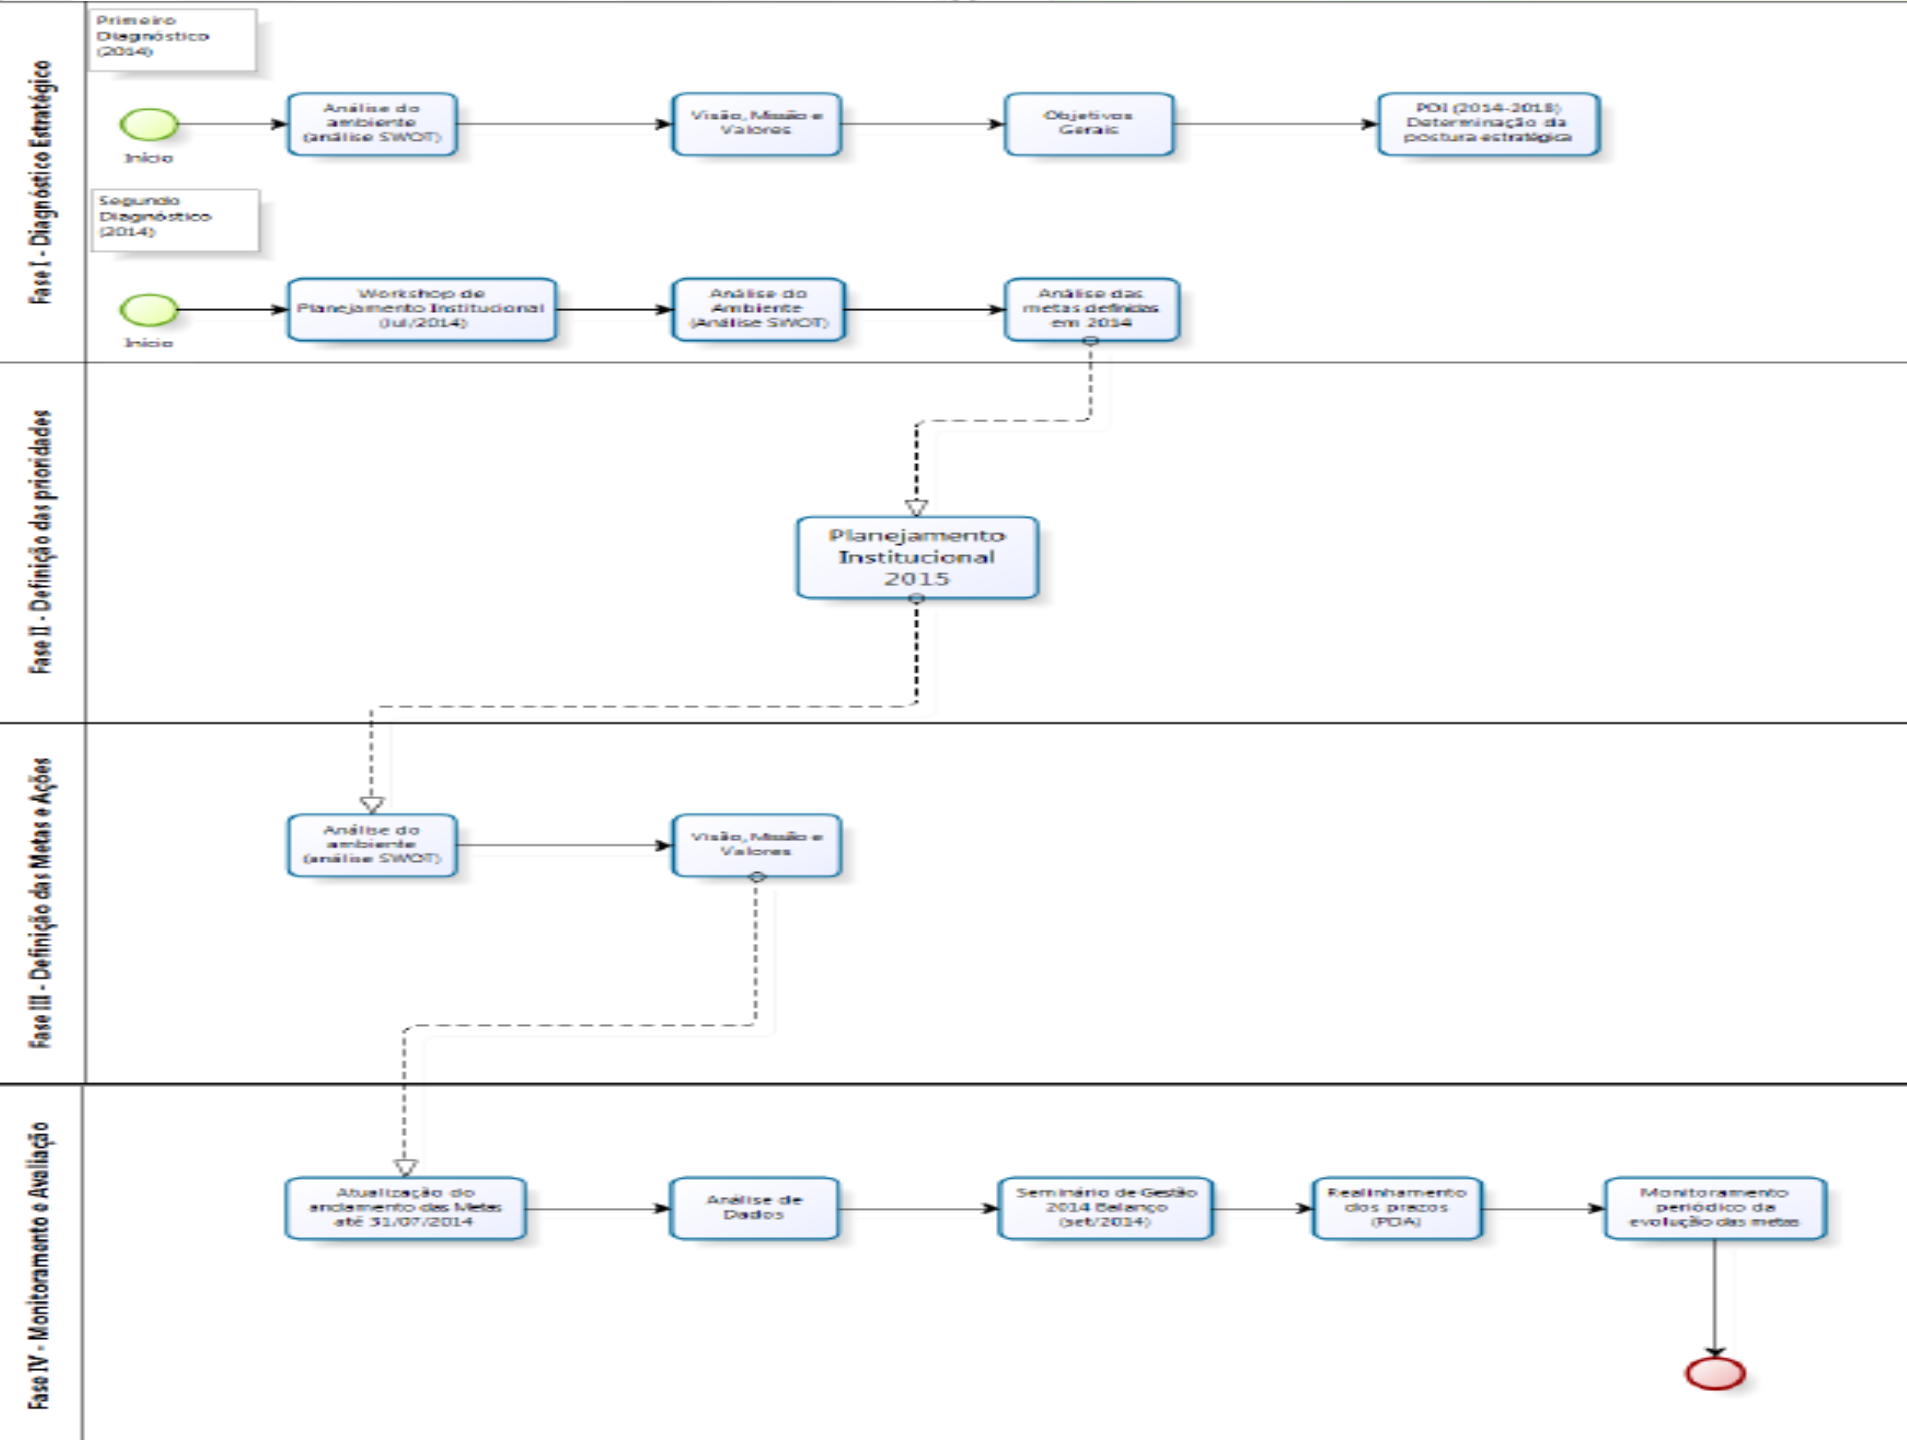 Fase I - Diagnóstico Estratégico
Primeiro
Diagnóstico
(2014)
Início
Análise do
ambiente
(análise SWOT)
Visão, Missão e
Valores
Objetivos
Gerais
PDI (2014-2018)
Determinação da
postura estratégica
Segundo
Diagnóstico
(2014)
Início
Workshop de
Planejamento Institucional
(Jul/2014)
Análise do
Ambiente
(Análise SWOT)
Análise das
metas definidas
em 2014
Fase II - Definição das prioridades
Planejamento
Institucional
2015
Fase III - Definição das Metas e Ações
Análise do
ambiente
(análise SWOT)
Visão, Missão e
Valores
Fase IV - Monitoramento e Avaliação
Atualização do
andamento das Metas
até 31/07/2014
Análise de
Dados
Seminário de Gestão
2014 Balanço
(set/2014)
Realinhamento
dos prazos
(PDA)
Monitoramento
periódico da
evolução das metas